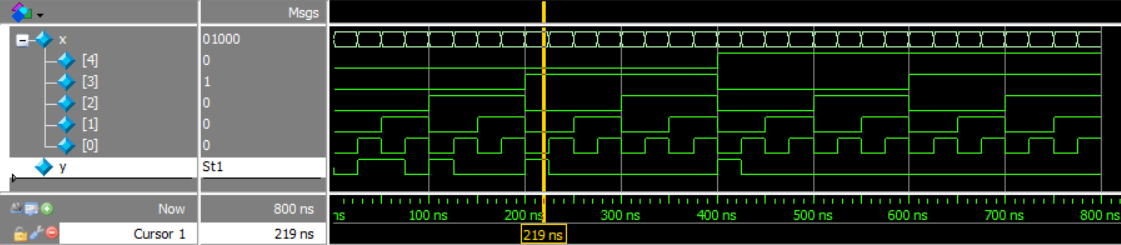 Msgs
x 01000
[4] 0
[3] 1
[2] 0
[1] 0
[0] 0
y St1
Now 800 ns
ns 100 ns 200 ns 300 ns 400 ns 500 ns 600 ns 700 ns 800 ns
Cursor 1 219 ns
219 ns